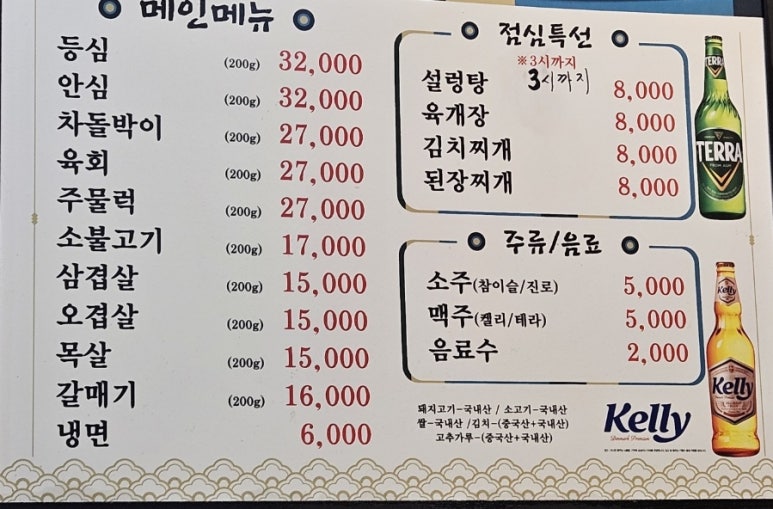 메인메뉴
등심 (200g) 32,000
안심 (200g) 32,000
차돌박이 (200g) 27,000
육회 (200g) 27,000
주물럭 (200g) 27,000
소불고기 (200g) 17,000
삼겹살 (200g) 15,000
오겹살 (200g) 15,000
목살 (200g) 15,000
갈매기 (200g) 16,000
냉면 6,000
점심특선
※3시까지
3시까지
설렁탕 8,000
육개장 8,000
김치찌개 8,000
된장찌개 8,000
주류/음료
소주(참이슬/진로) 5,000
맥주(켈리/테라) 5,000
음료수 2,000
돼지고기-국내산 / 소고기-국내산
쌀-국내산 /김치-(중국산+국내산)
고추가루-(중국산+국내산)
Kelly
TERRA
TERRA
Kelly
Kelly